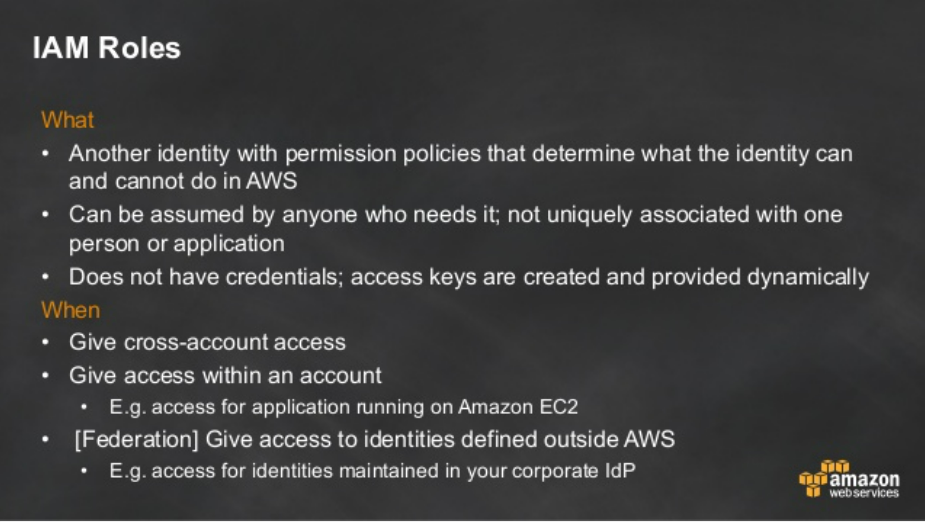 IAM Roles
What
• Another identity with permission policies that determine what the identity can
and cannot do in AWS
• Can be assumed by anyone who needs it; not uniquely associated with one
person or application
• Does not have credentials; access keys are created and provided dynamically
When
• Give cross-account access
• Give access within an account
• E.g. access for application running on Amazon EC2
• [Federation] Give access to identities defined outside AWS
• E.g. access for identities maintained in your corporate IdP
amazon
webservices